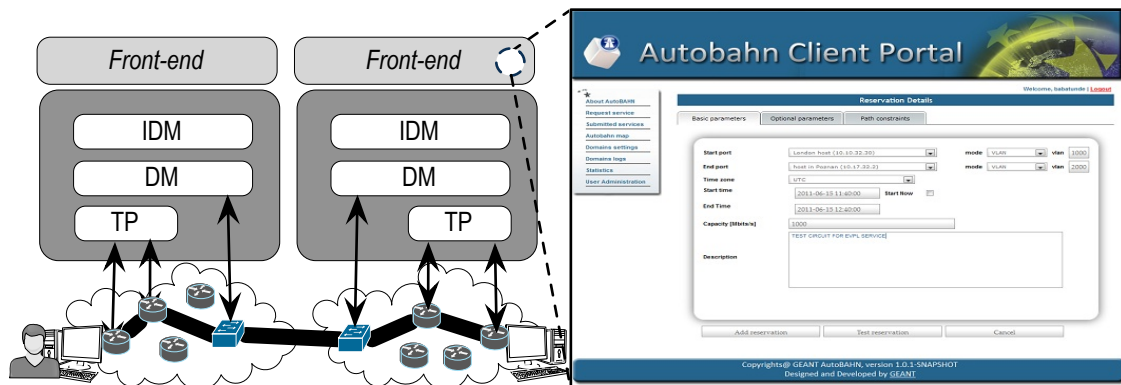 Front-end
IDM
DM
TP
Front-end
IDM
DM
TP
Autobahn Client Portal
Welcome, babatunde | Logout
About AutoBAHN
Request service
Submitted services
Autobahn map
Domains settings
Domains logs
Statistics
User Administration
Reservation Details
Basic parameters Optional parameters Path constraints
Start port London host (10.10.32.20) mode VLAN vlan 1000
End port host in Poznan (10.17.32.2) mode VLAN vlan 2000
Time zone UTC
Start time 2011-06-15 11:40:00 Start Now
End Time 2011-06-15 12:40:00
Capacity [Mbits/s] 1000
Description TEST CIRCUIT FOR EVPL SERVICE
Add reservation Test reservation Cancel
Copyrights@ GEANT AutoBAHN, version 1.0.1-SNAPSHOT
Designed and Developed by GEANT